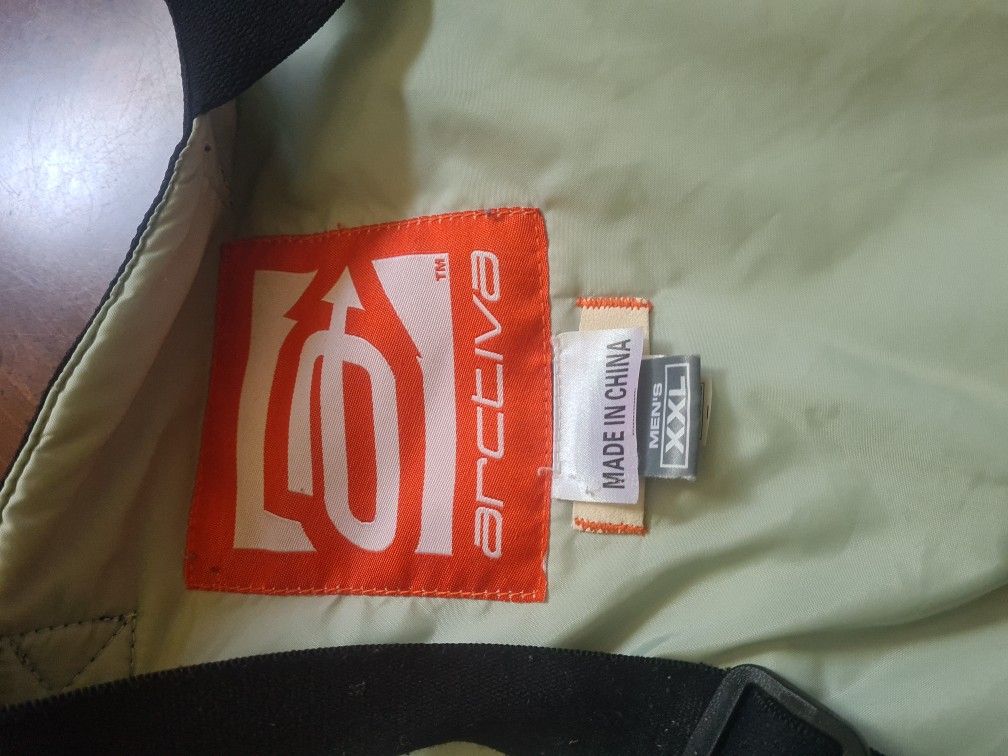 ™
arctiva
MADE IN CHINA
MEN'S
XXL